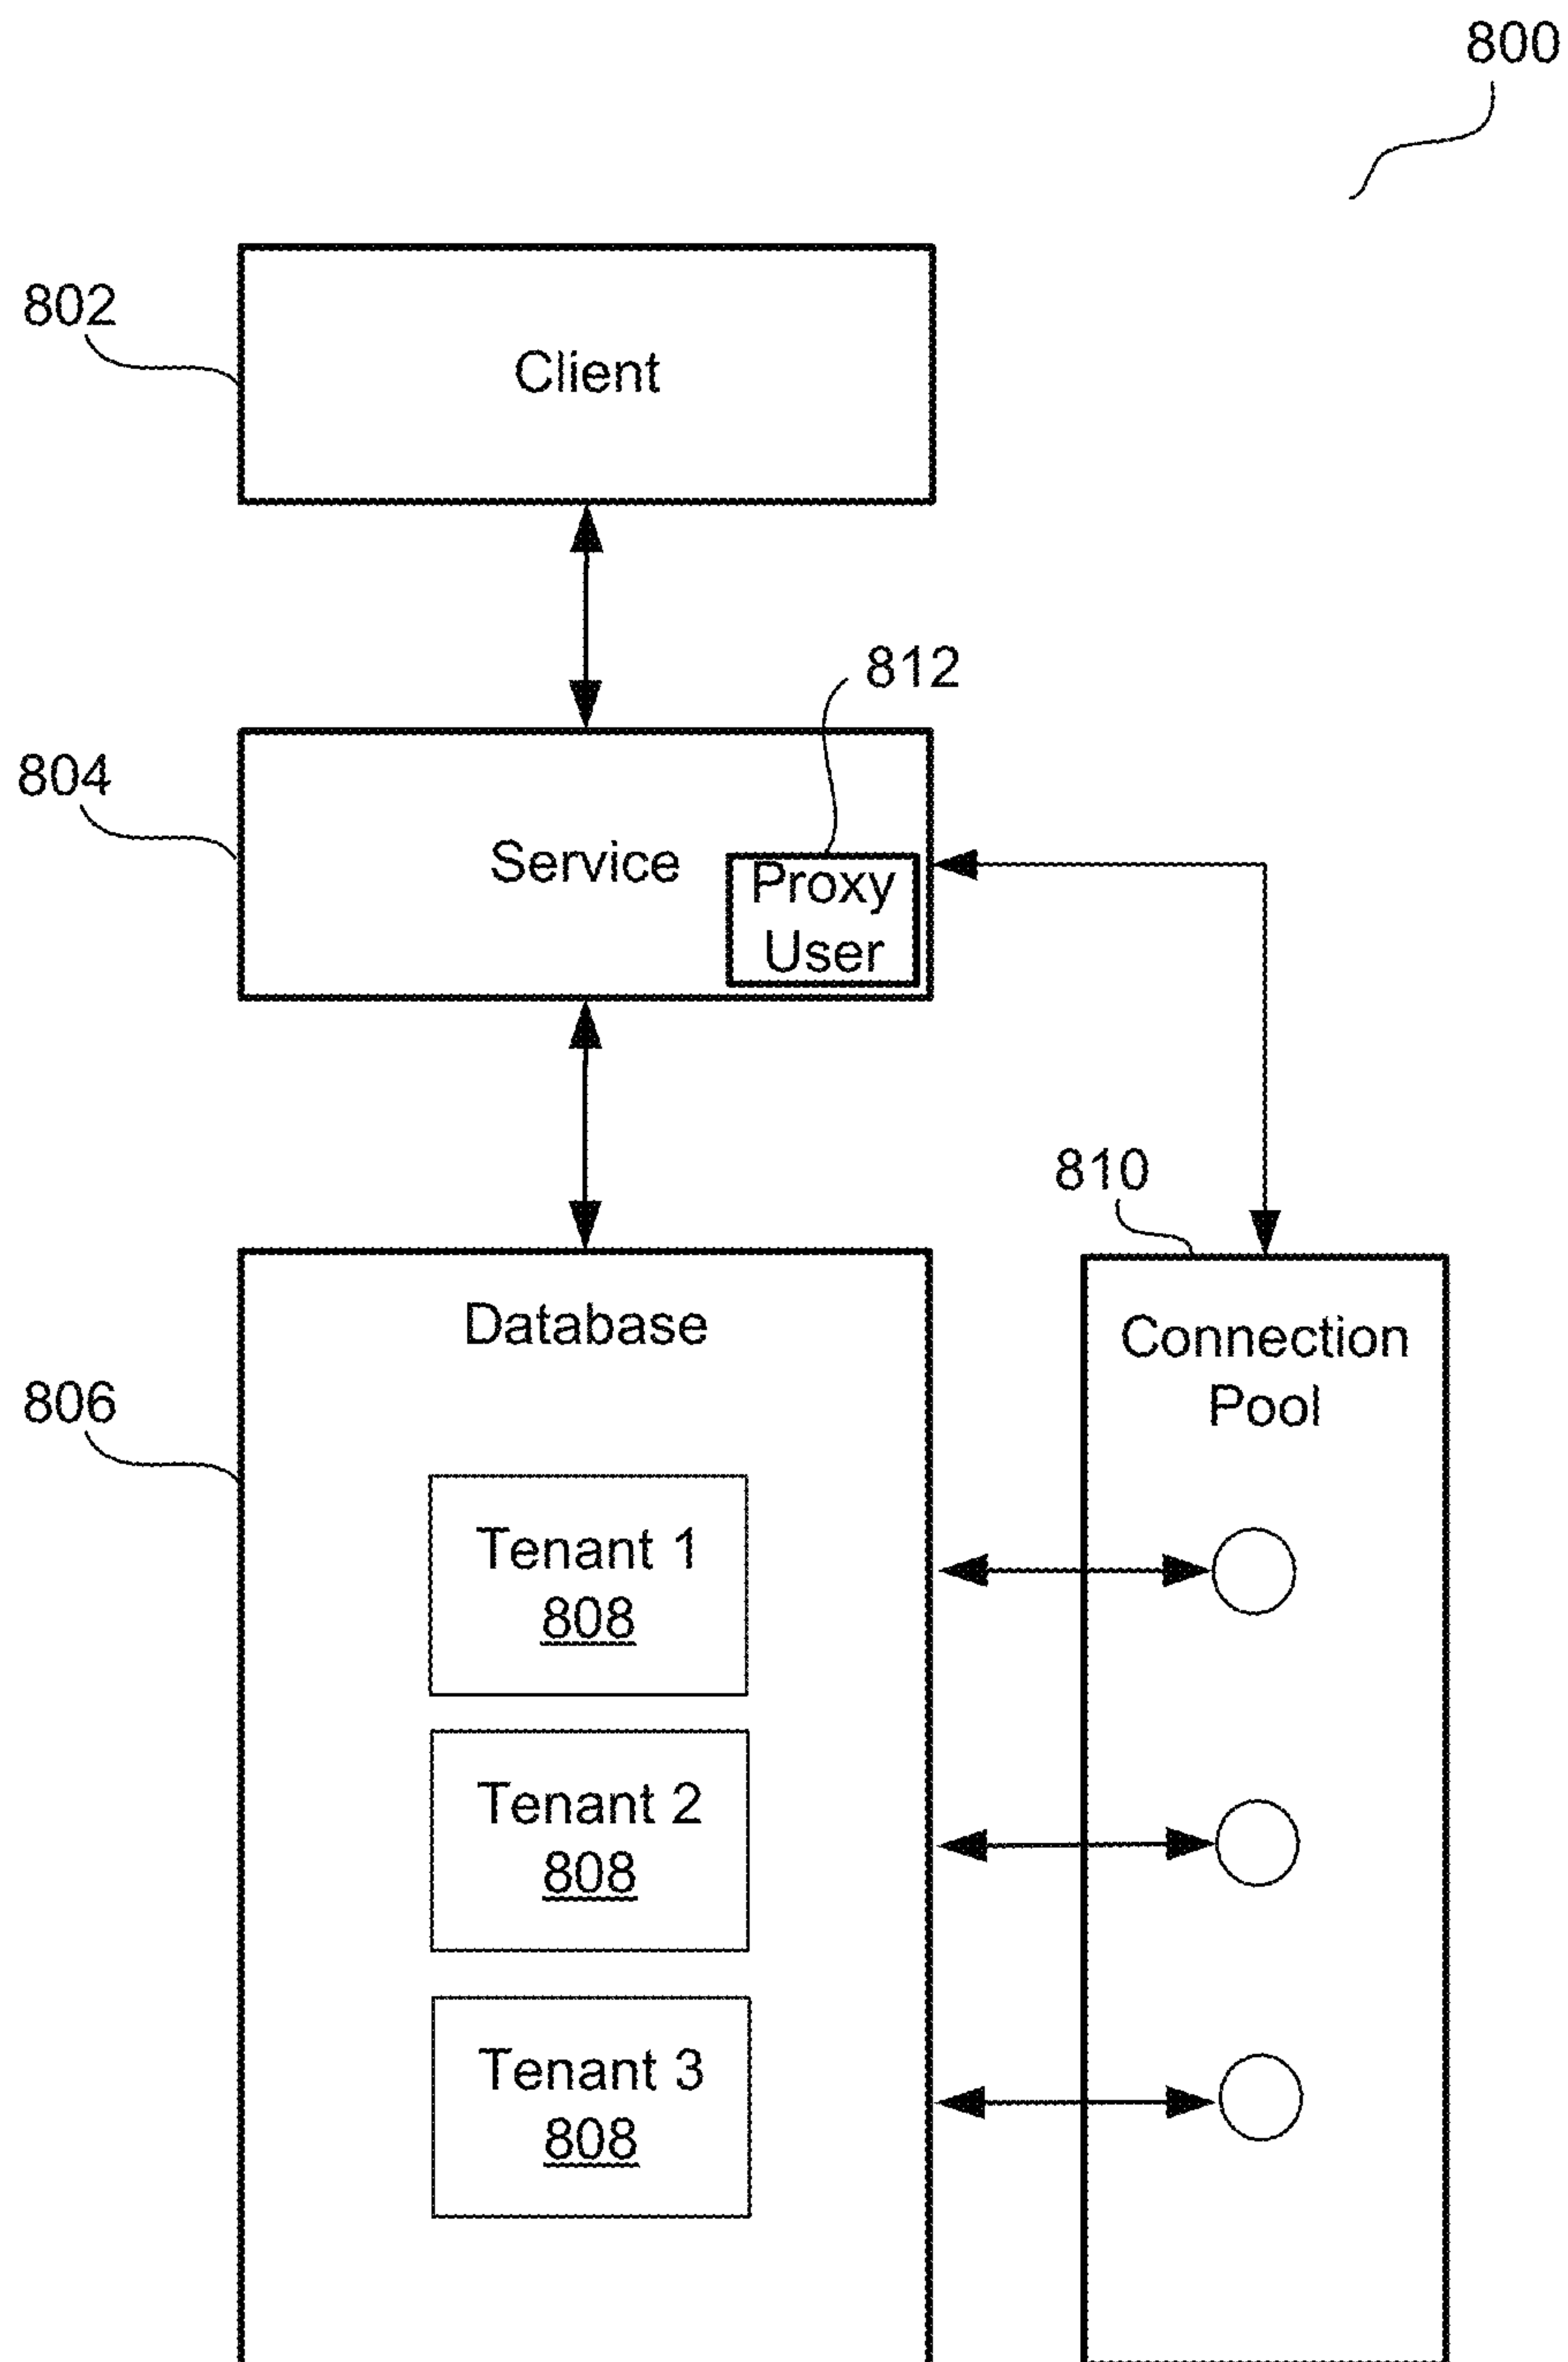 800
802
Client
812
804
Service
Proxy
User
810
Database
Connection
Pool
806
Tenant 1
808
Tenant 2
808
Tenant 3
808